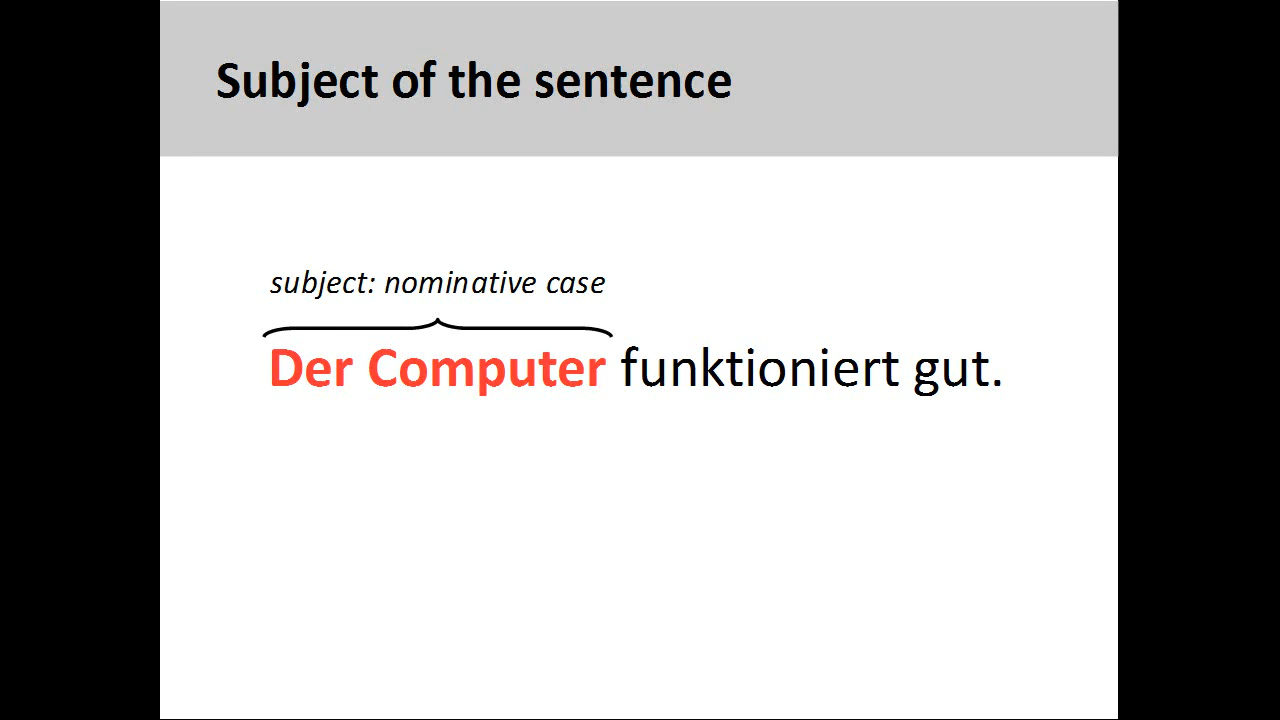 Subject of the sentence
subject: nominative case
Der Computer funktioniert gut.